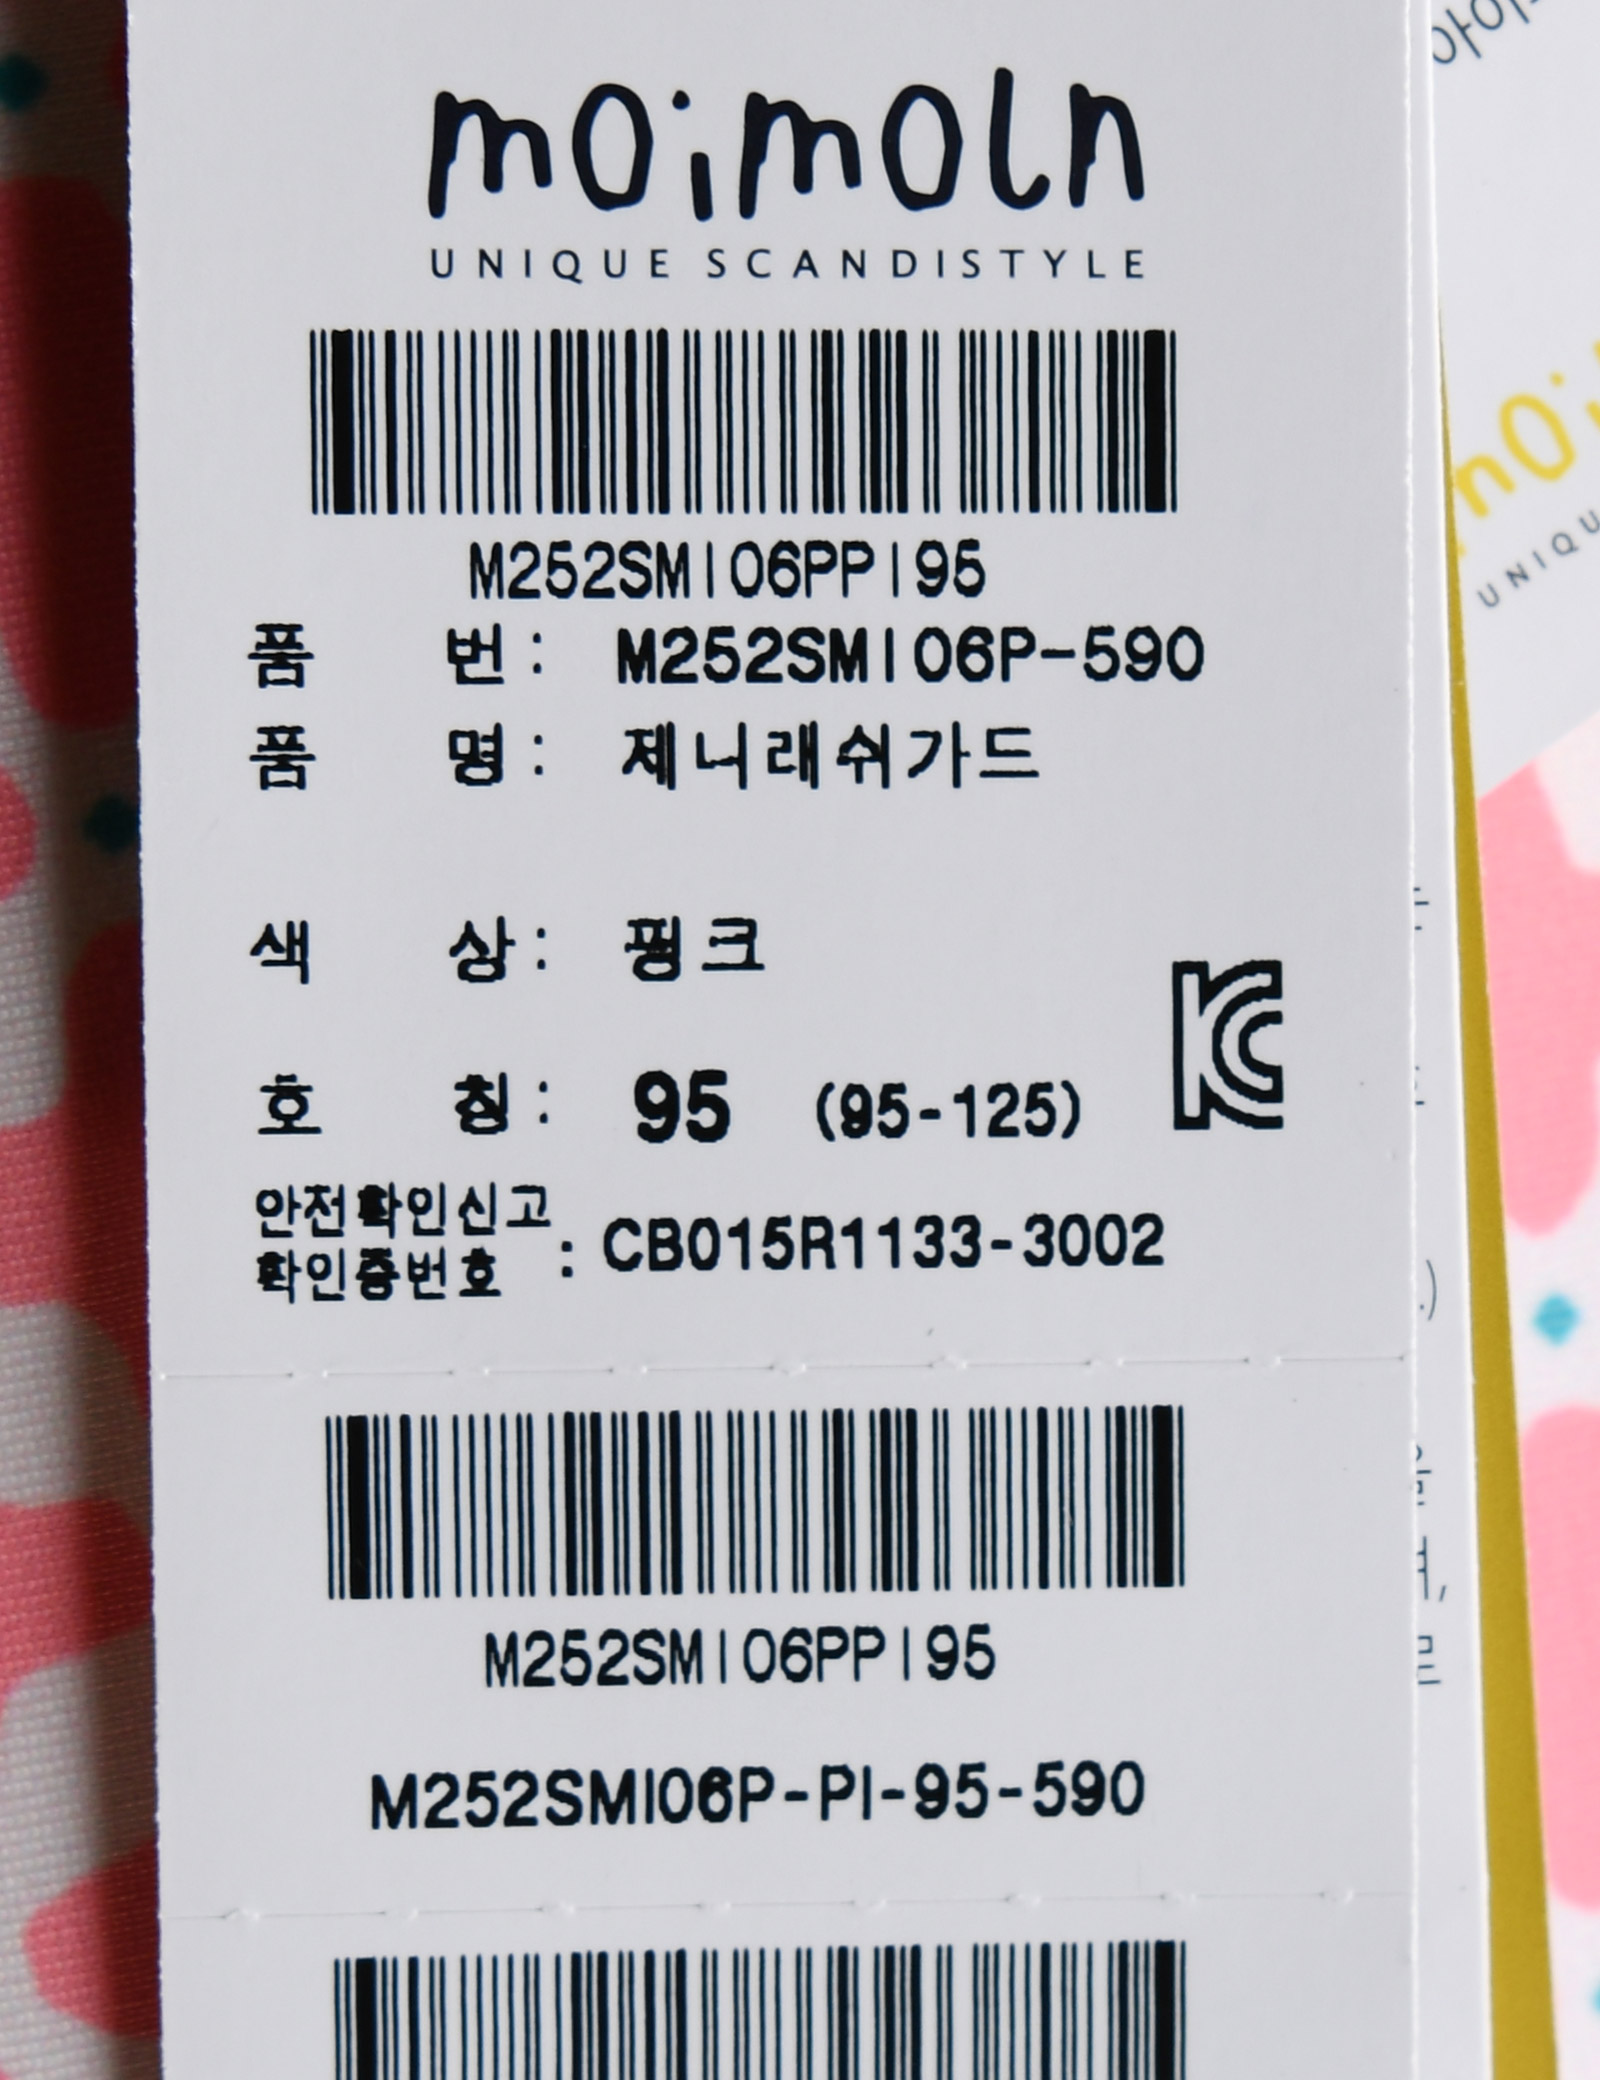 moimoln
UNIQUE SCANDISTYLE
M252SMI06PPI95
품 번 : M252SMI06P-590
품 명 : 제니래쉬가드
색 상 : 핑크
호 칭 : 95 (95-125)
안전확인신고
확인증번호 : CB015R1133-3002
M252SMI06PPI95
M252SMI06P-PI-95-590
UNIQU